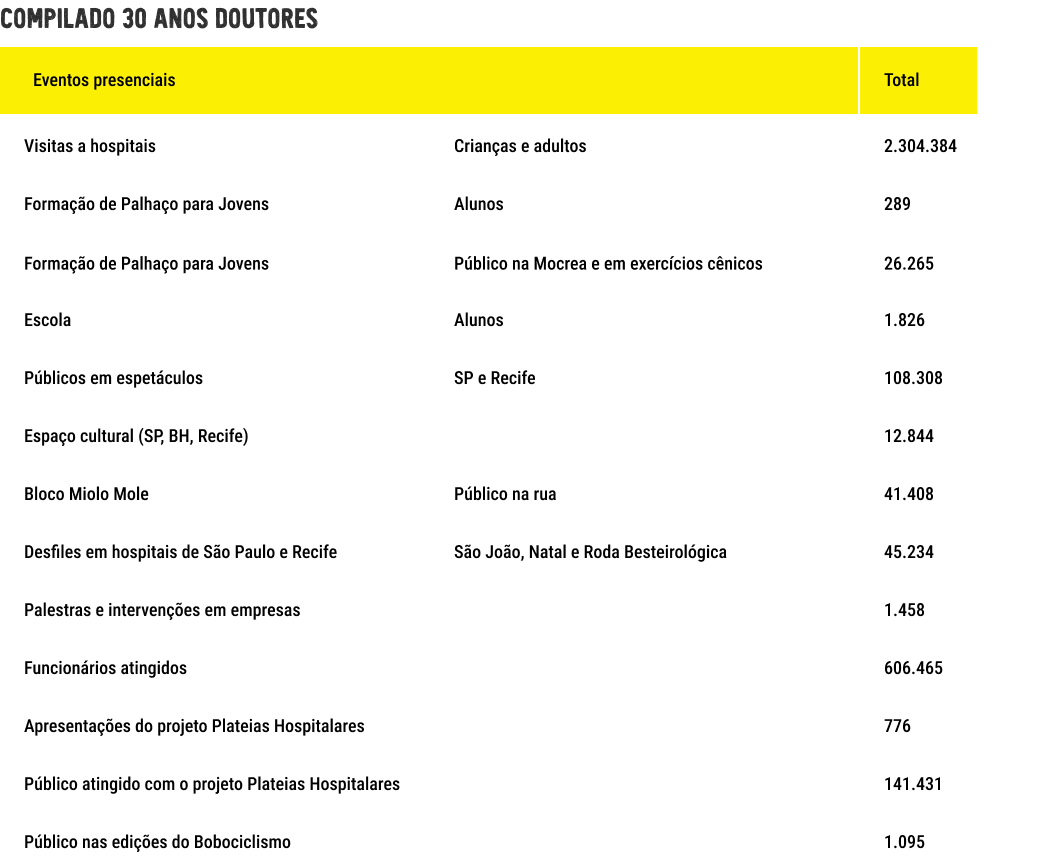 COMPILADO 30 ANOS DOUTORES
Eventos presenciais Total
Visitas a hospitais Crianças e adultos 2.304.384
Formação de Palhaço para Jovens Alunos 289
Formação de Palhaço para Jovens Público na Mocrea e em exercícios cênicos 26.265
Escola Alunos 1.826
Públicos em espetáculos SP e Recife 108.308
Espaço cultural (SP, BH, Recife) 12.844
Bloco Miolo Mole Público na rua 41.408
Desfiles em hospitais de São Paulo e Recife São João, Natal e Roda Besteirológica 45.234
Palestras e intervenções em empresas 1.458
Funcionários atingidos 606.465
Apresentações do projeto Plateias Hospitalares 776
Público atingido com o projeto Plateias Hospitalares 141.431
Público nas edições do Bobociclismo 1.095